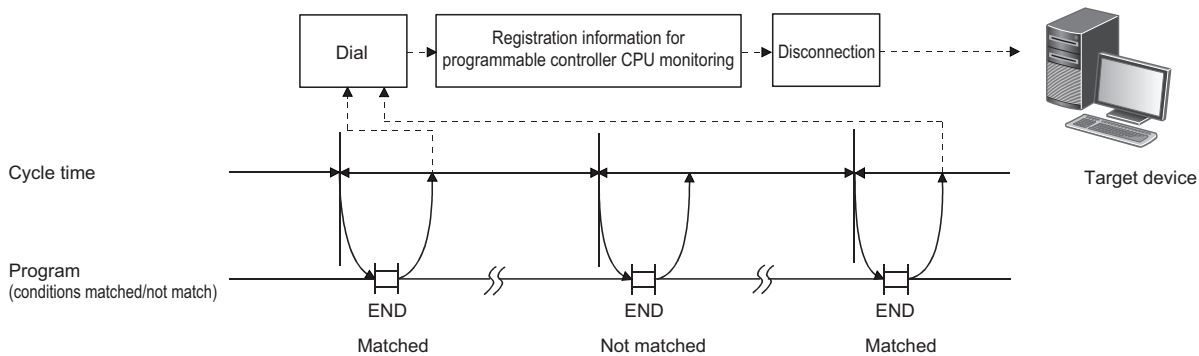 Dial
Registration information for
programmable controller CPU monitoring
Disconnection
Cycle time
Target device
Program
(conditions matched/not match)
END
END
END
Matched
Not matched
Matched